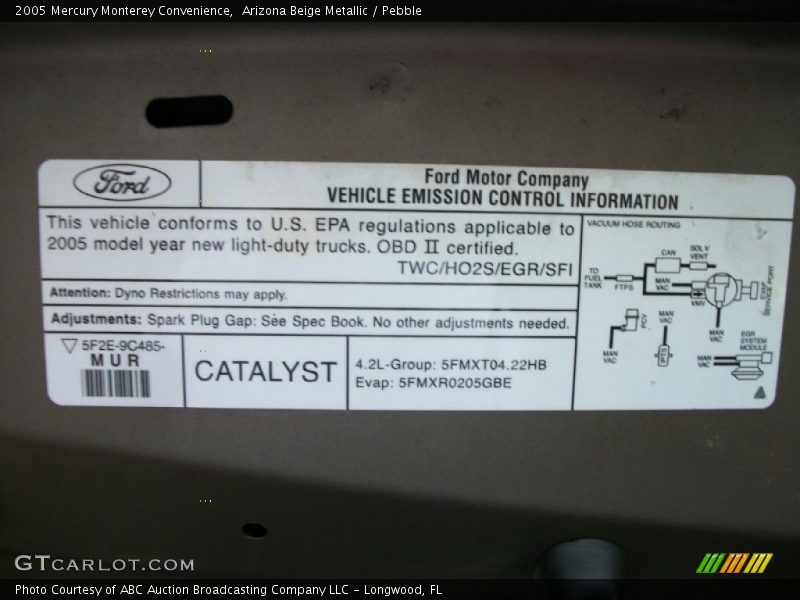 2005 Mercury Monterey Convenience,  Arizona Beige Metallic / Pebble
Ford
Ford Motor Company
VEHICLE EMISSION CONTROL INFORMATION
This vehicle conforms to U.S. EPA regulations applicable to
2005 model year new light-duty trucks. OBD II certified.
TWC/HO2S/EGR/SFI
Attention: Dyno Restrictions may apply.
Adjustments: Spark Plug Gap: See Spec Book. No other adjustments needed.
5F2E-9C485-
MUR
CATALYST
4.2L-Group: 5FMXT04.22HB
Evap: 5FMXR0205GBE
VACUUM HOSE ROUTING
CAN
SOL V
VENT
TO
FUEL
TANK
FTPS
MAN
VAC
VMV
EVAP
SERVICE PORT
PCV
MAN
VAC
MAN
VAC
IPTS
MAN
VAC
EGR
SYSTEM
MODULE
MAN
VAC
GTCARLOT.COM
Photo Courtesy of ABC Auction Broadcasting Company LLC - Longwood, FL